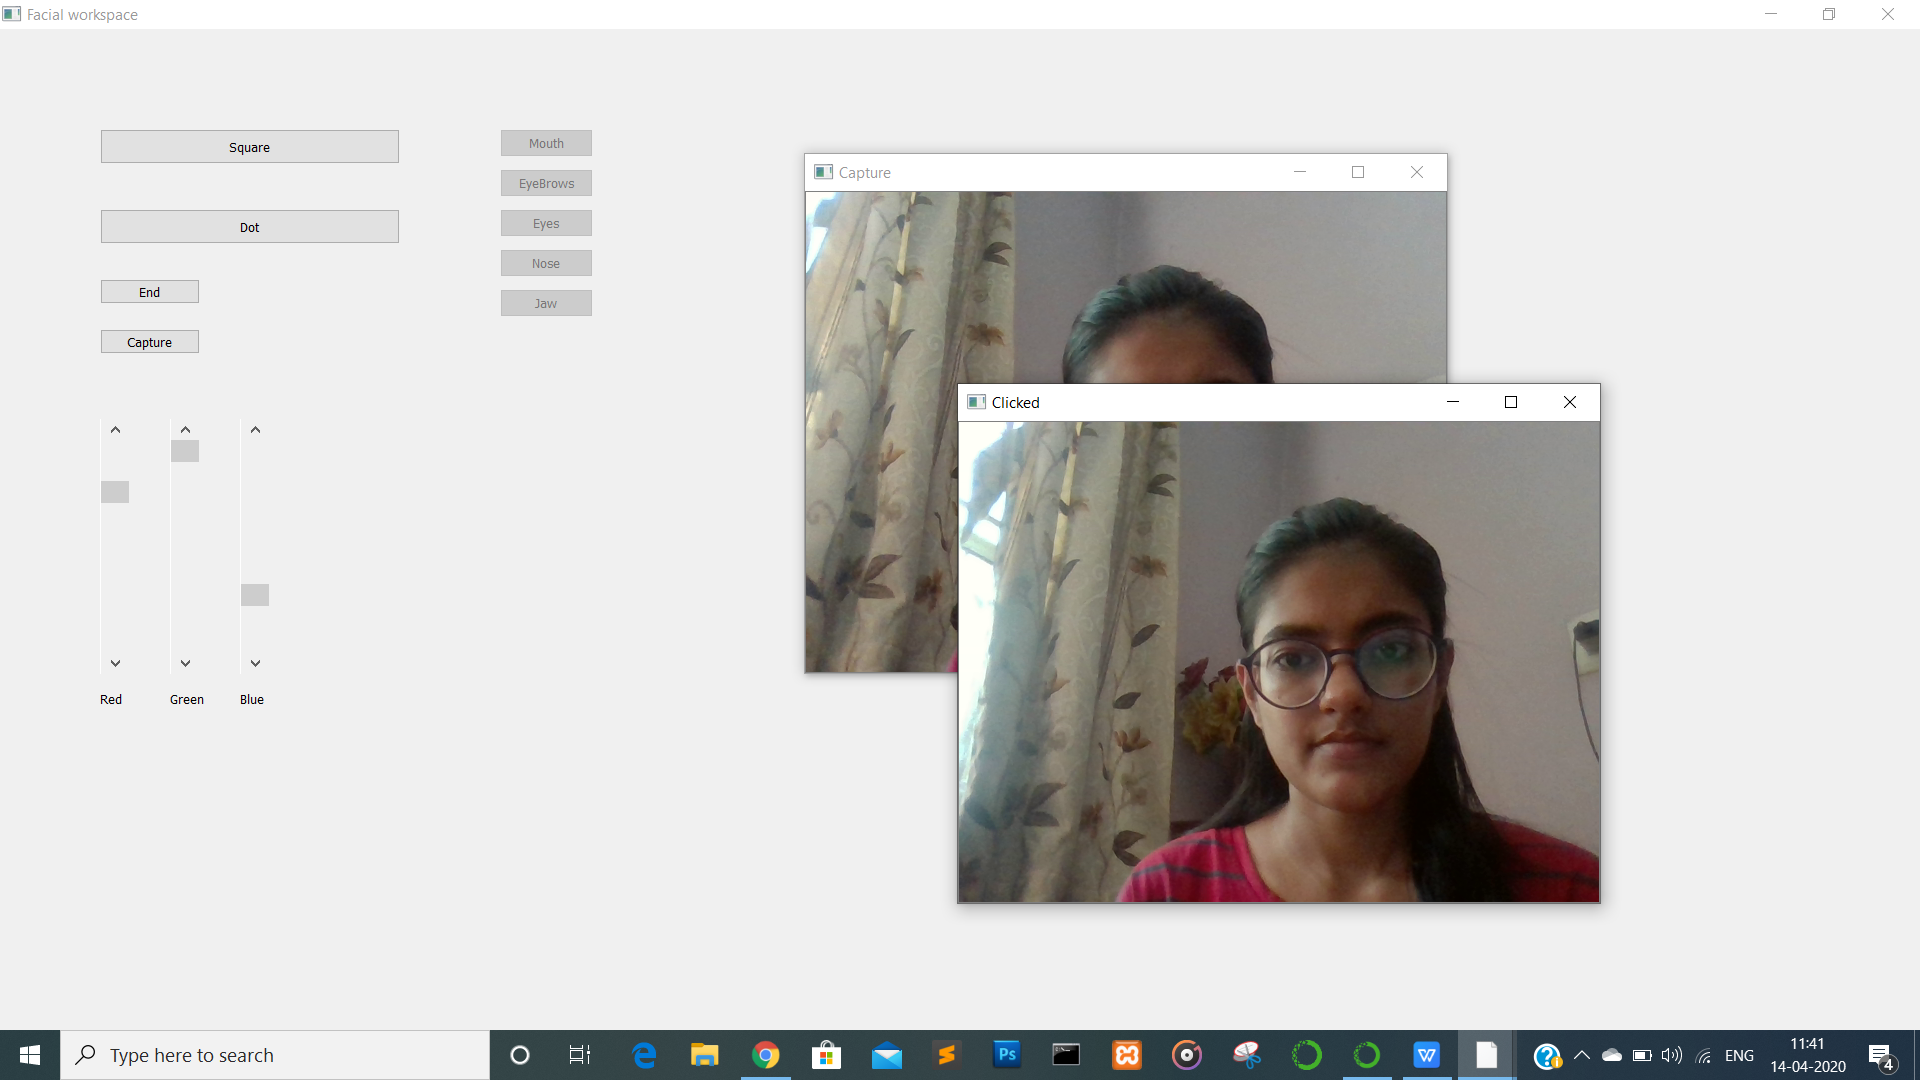 Facial workspace
Square
Dot
End
Capture
Mouth
EyeBrows
Eyes
Nose
Jaw
Red
Green
Blue
Capture
Clicked
Type here to search
Ps
W
ENG
11:41
14-04-2020
4